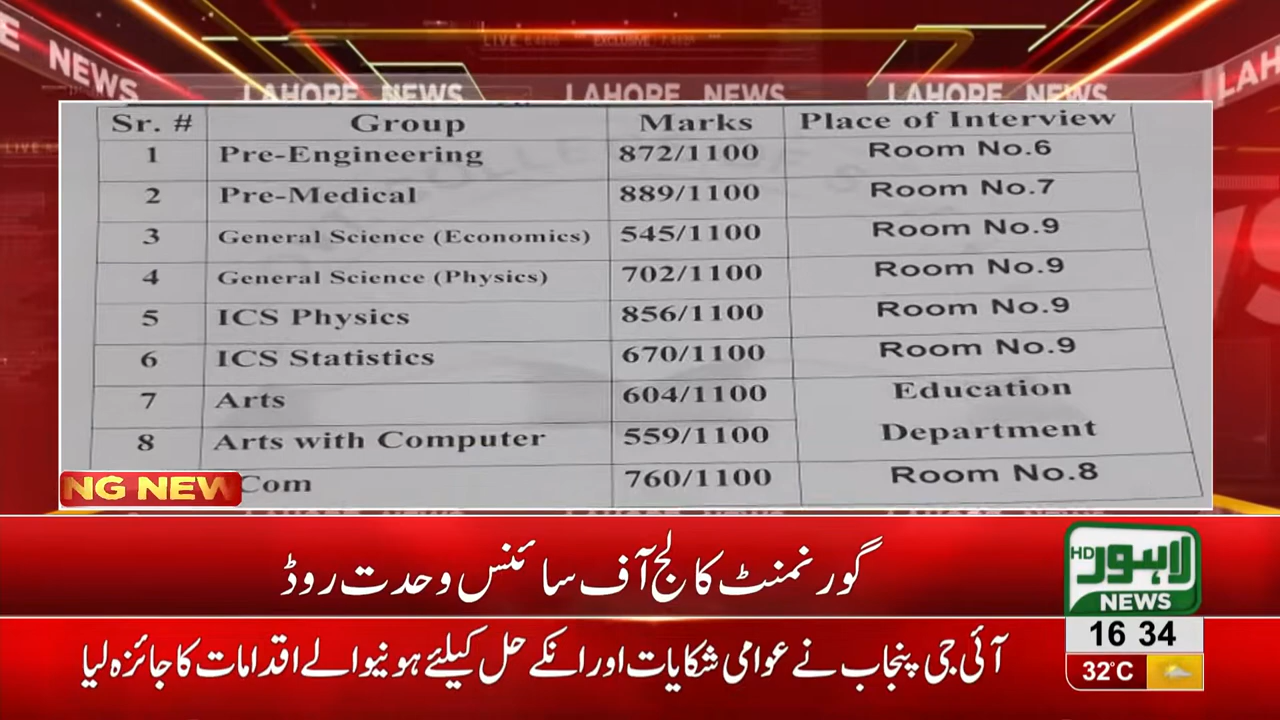 NEWS
LAHORE NEWS
LAHORE NEWS
LAHORE NEWS
LAH
Sr. # Group Marks Place of Interview
1 Pre-Engineering 872/1100 Room No.6
2 Pre-Medical 889/1100 Room No.7
3 General Science (Economics) 545/1100 Room No.9
4 General Science (Physics) 702/1100 Room No.9
5 ICS Physics 856/1100 Room No.9
6 ICS Statistics 670/1100 Room No.9
7 Arts 604/1100 Education
8 Arts with Computer 559/1100 Department
Com 760/1100 Room No.8
NG NEW
گورنمنٹ کالج آف سائنس وحدت روڈ
HD لاہور
NEWS
16 34
آئی جی پنجاب نے عوامی شکایات اور انکے حل کیلئے ہونیوالے اقدامات کا جائزہ لیا
32°C